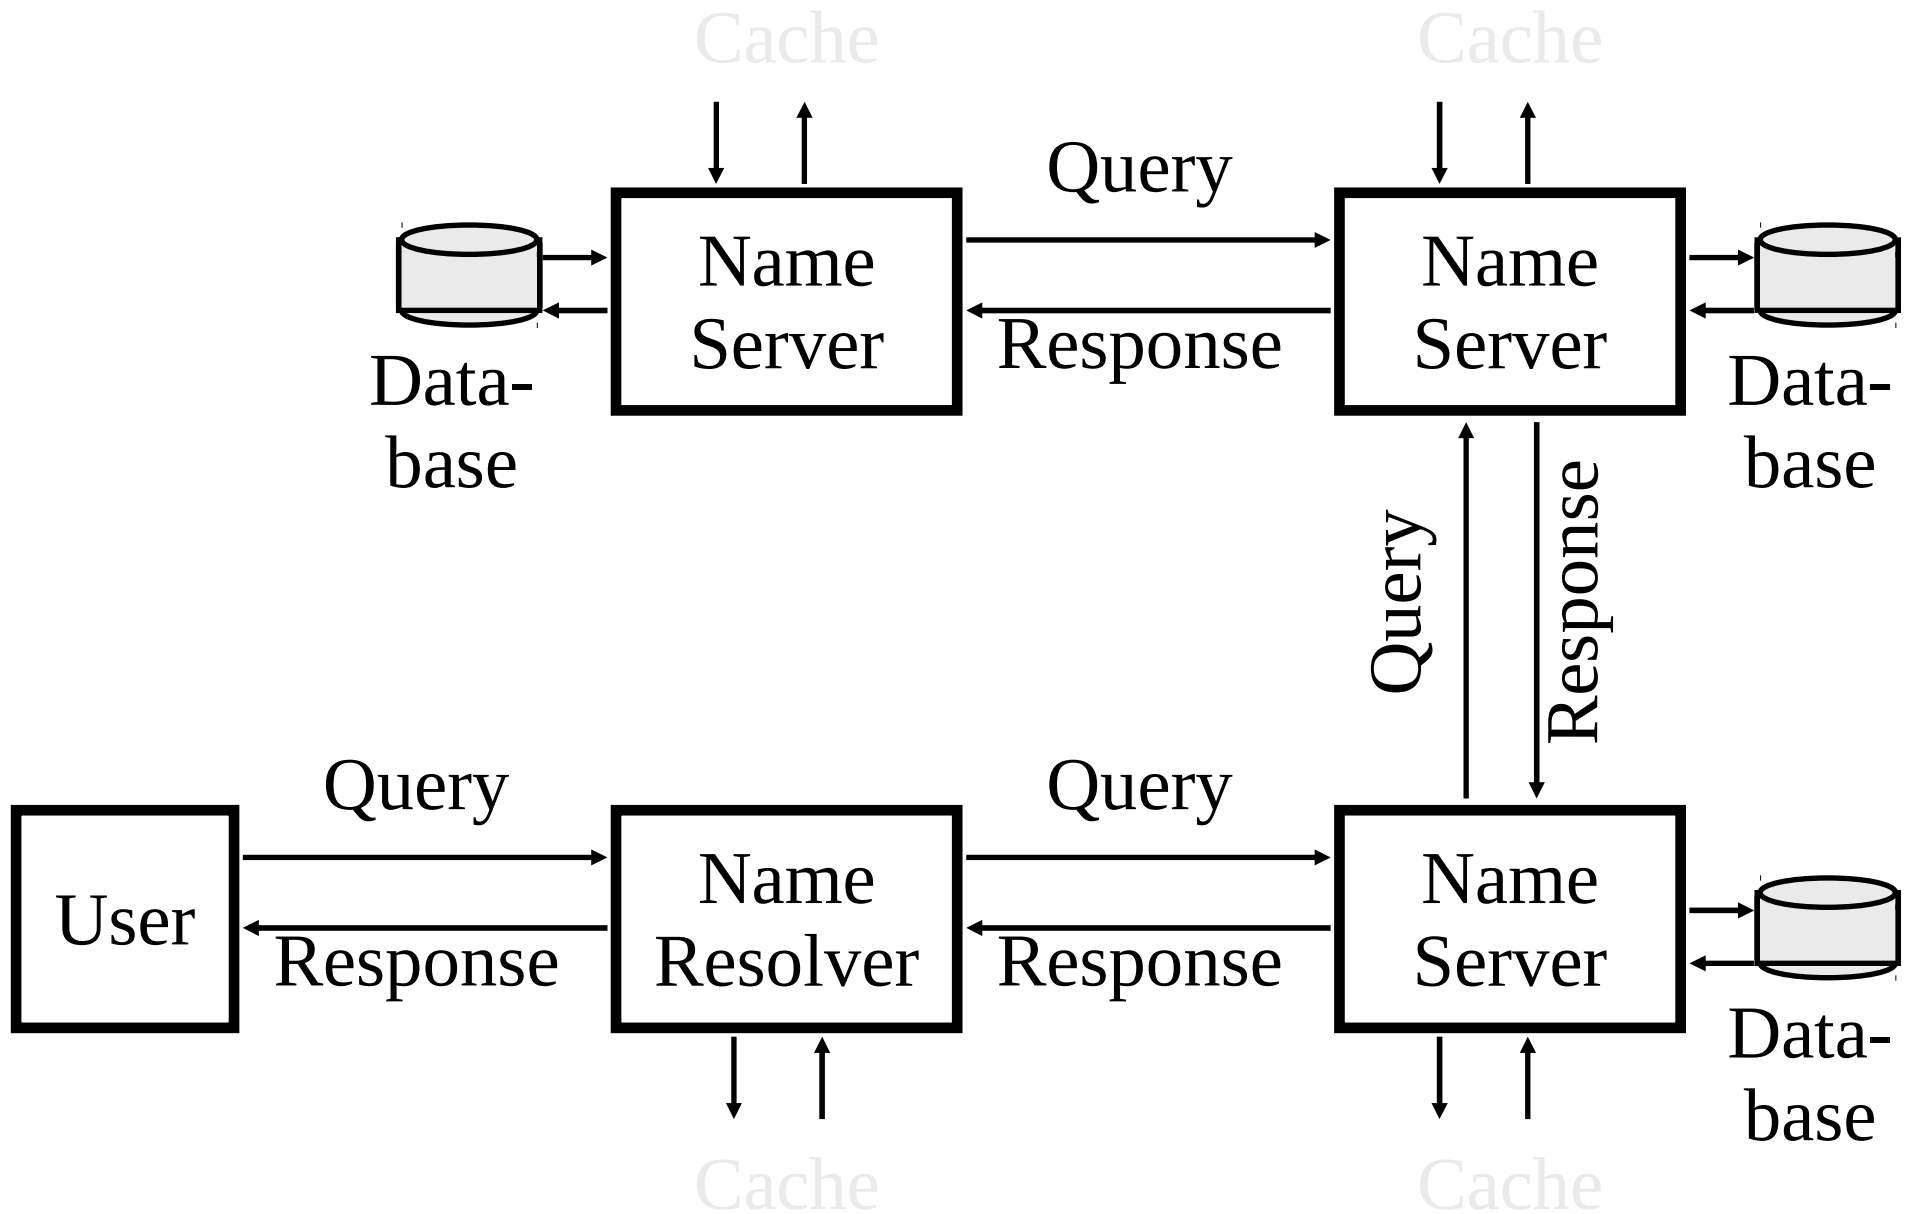 Cache
Cache
Query
Name
Server
Name
Server
Response
Data-
base
Data-
base
Query
Response
Query
Query
User
Name
Resolver
Name
Server
Response
Response
Data-
base
Cache
Cache